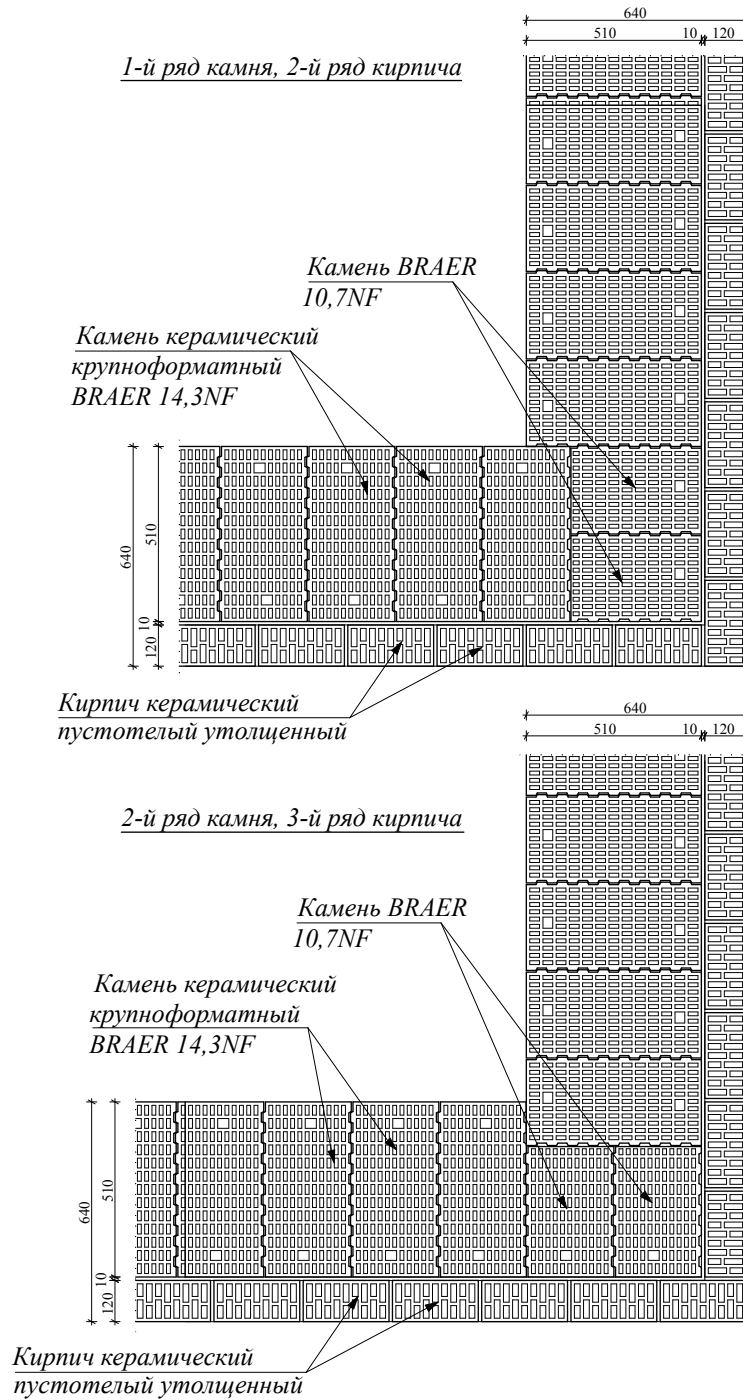 640
510
10
120
1-й ряд камня, 2-й ряд кирпича
Камень BRAER
10,7NF
Камень керамический
крупноформатный
BRAER 14,3NF
640
510
10
120
Кирпич керамический
пустотелый утолщенный
640
510
10
120
2-й ряд камня, 3-й ряд кирпича
Камень BRAER
10,7NF
Камень керамический
крупноформатный
BRAER 14,3NF
640
510
10
120
Кирпич керамический
пустотелый утолщенный